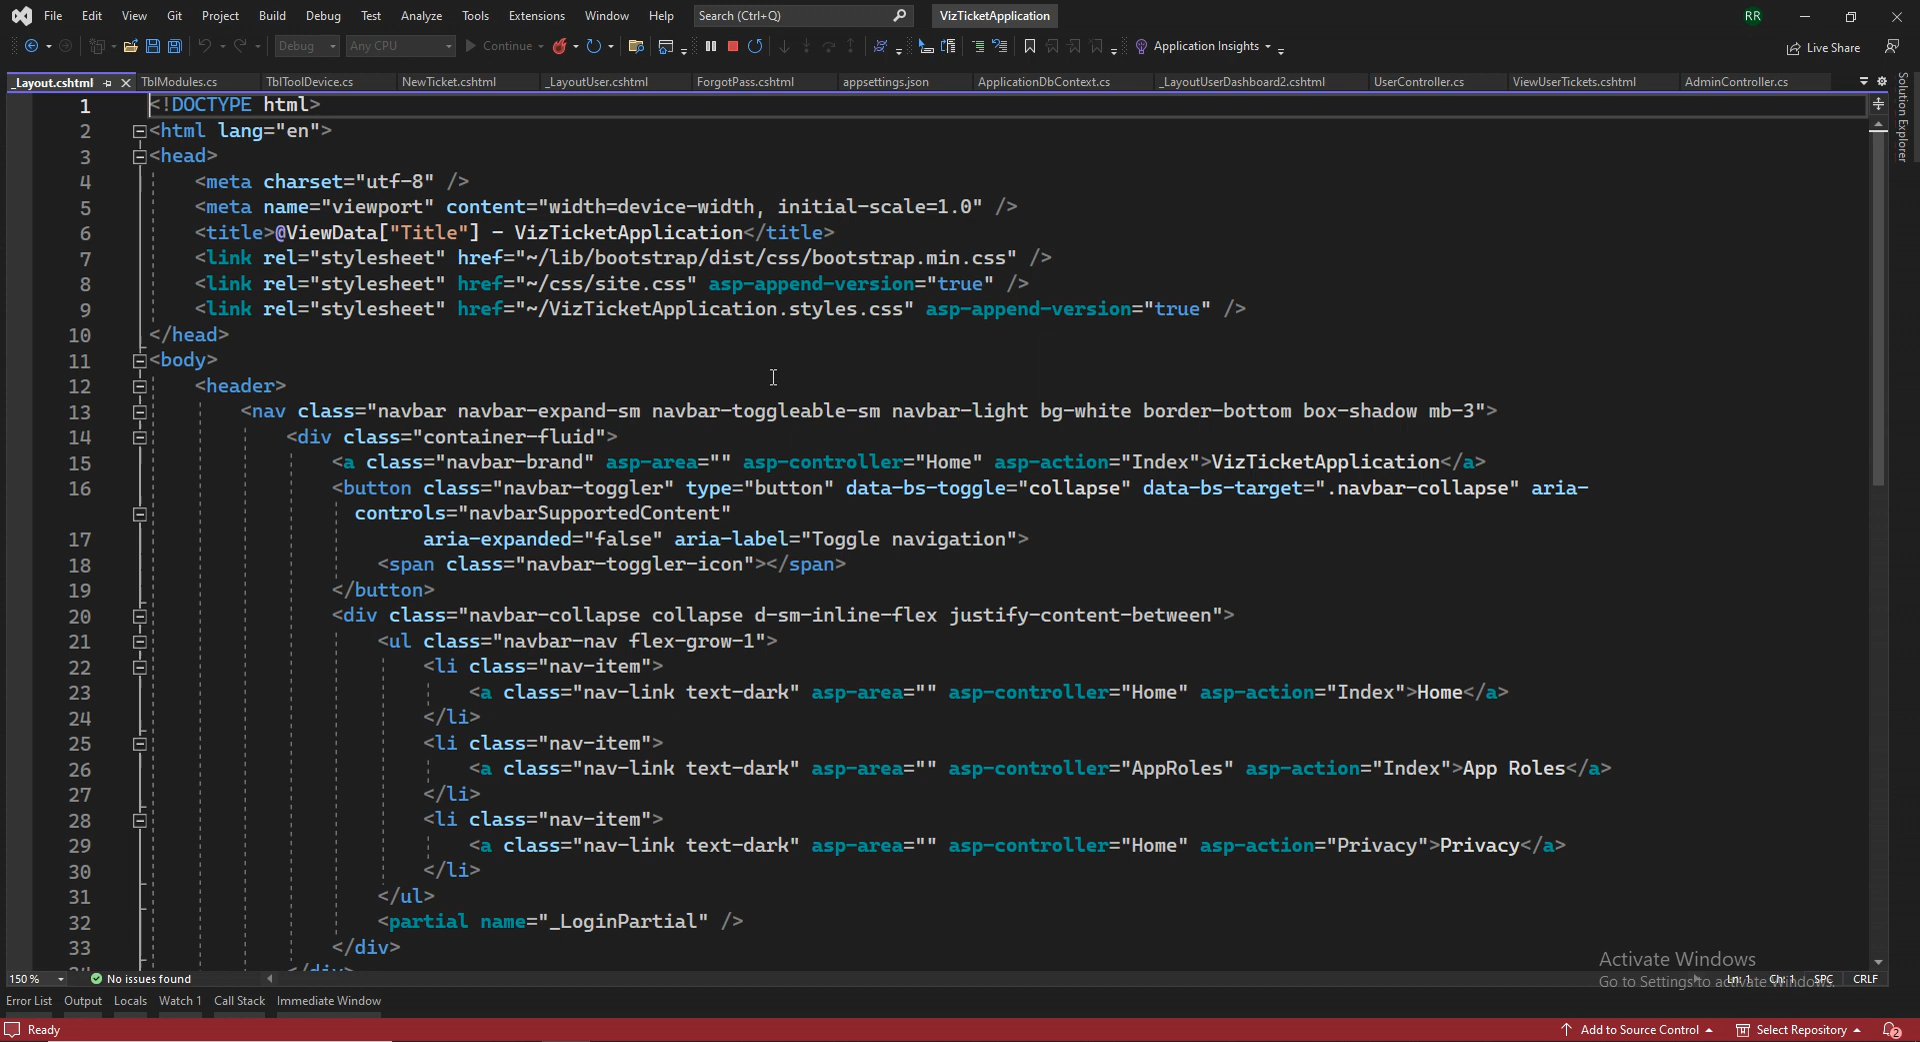 File Edit View Git Project Build Debug Test Analyze Tools Extensions Window Help Search (Ctrl+Q) VizTicketApplication RR
Debug Any CPU Continue Application Insights Live Share
_Layout.cshtml TblModules.cs TblToolDevice.cs NewTicket.cshtml _LayoutUser.cshtml ForgotPass.cshtml appsettings.json ApplicationDbContext.cs _LayoutUserDashboard2.cshtml UserController.cs ViewUserTickets.cshtml AdminController.cs
Solution Explorer
1 <!DOCTYPE html>
2 <html lang="en">
3 <head>
4 <meta charset="utf-8" />
5 <meta name="viewport" content="width=device-width, initial-scale=1.0" />
6 <title>@ViewData["Title"] - VizTicketApplication</title>
7 <link rel="stylesheet" href="~/lib/bootstrap/dist/css/bootstrap.min.css" />
8 <link rel="stylesheet" href="~/css/site.css" asp-append-version="true" />
9 <link rel="stylesheet" href="~/VizTicketApplication.styles.css" asp-append-version="true" />
10 </head>
11 <body>
12 <header>
13 <nav class="navbar navbar-expand-sm navbar-toggleable-sm navbar-light bg-white border-bottom box-shadow mb-3">
14 <div class="container-fluid">
15 <a class="navbar-brand" asp-area="" asp-controller="Home" asp-action="Index">VizTicketApplication</a>
16 <button class="navbar-toggler" type="button" data-bs-toggle="collapse" data-bs-target=".navbar-collapse" aria-
controls="navbarSupportedContent"
17 aria-expanded="false" aria-label="Toggle navigation">
18 <span class="navbar-toggler-icon"></span>
19 </button>
20 <div class="navbar-collapse collapse d-sm-inline-flex justify-content-between">
21 <ul class="navbar-nav flex-grow-1">
22 <li class="nav-item">
23 <a class="nav-link text-dark" asp-area="" asp-controller="Home" asp-action="Index">Home</a>
24 </li>
25 <li class="nav-item">
26 <a class="nav-link text-dark" asp-area="" asp-controller="AppRoles" asp-action="Index">App Roles</a>
27 </li>
28 <li class="nav-item">
29 <a class="nav-link text-dark" asp-area="" asp-controller="Home" asp-action="Privacy">Privacy</a>
30 </li>
31 </ul>
32 <partial name="_LoginPartial" />
33 </div>
Activate Windows
Go to Settings to activate Windows.
150 % No issues found Ln: 1 Ch: 1 SPC CRLF
Error List Output Locals Watch 1 Call Stack Immediate Window
Ready Add to Source Control Select Repository 2